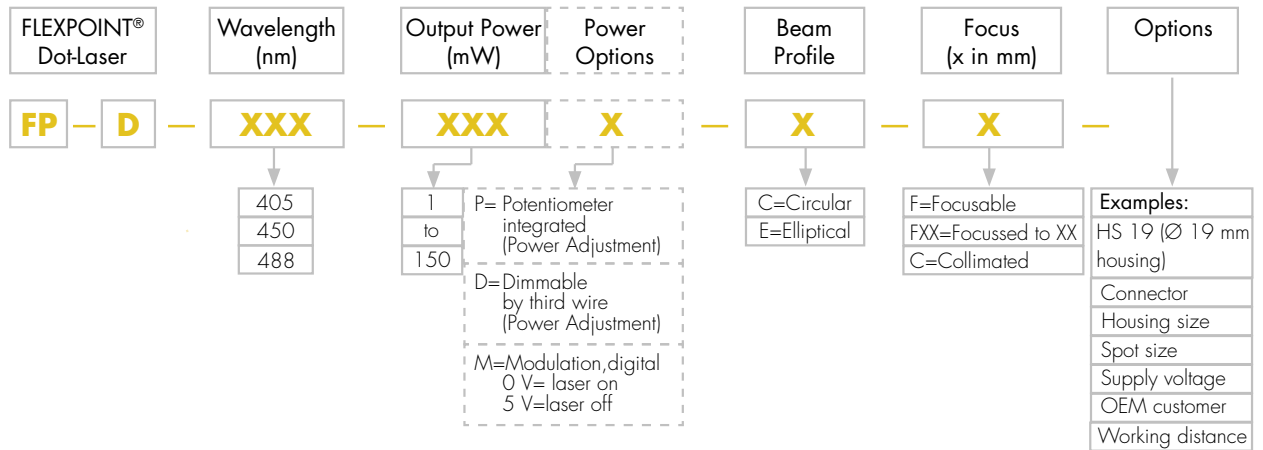 FLEXPOINT®
Dot-Laser
Wavelength
(nm)
Output Power
(mW)
Power
Options
Beam
Profile
Focus
(x in mm)
Options
FP — D — XXX — XXX X — X — X —
405
450
488
1
to
150
P= Potentiometer
integrated
(Power Adjustment)
D=Dimmable
by third wire
(Power Adjustment)
M=Modulation,digital
0 V= laser on
5 V=laser off
C=Circular
E=Elliptical
F=Focusable
FXX=Focussed to XX
C=Collimated
Examples:
HS 19 (Ø 19 mm
housing)
Connector
Housing size
Spot size
Supply voltage
OEM customer
Working distance